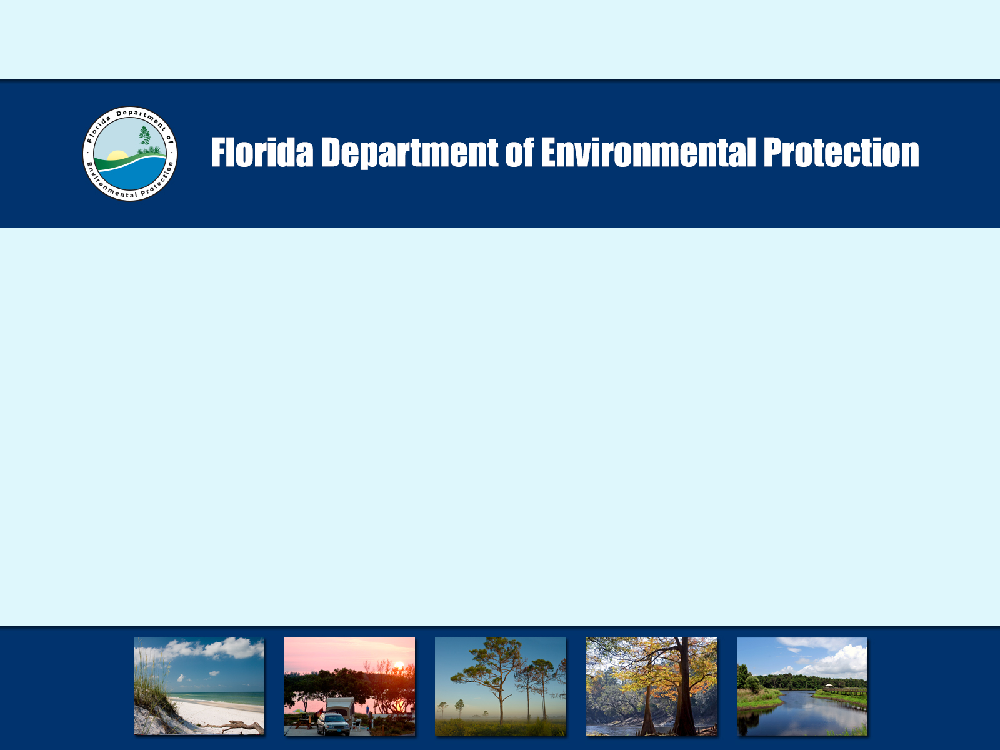 Florida Department of
Environmental Protection
Florida Department of Environmental Protection